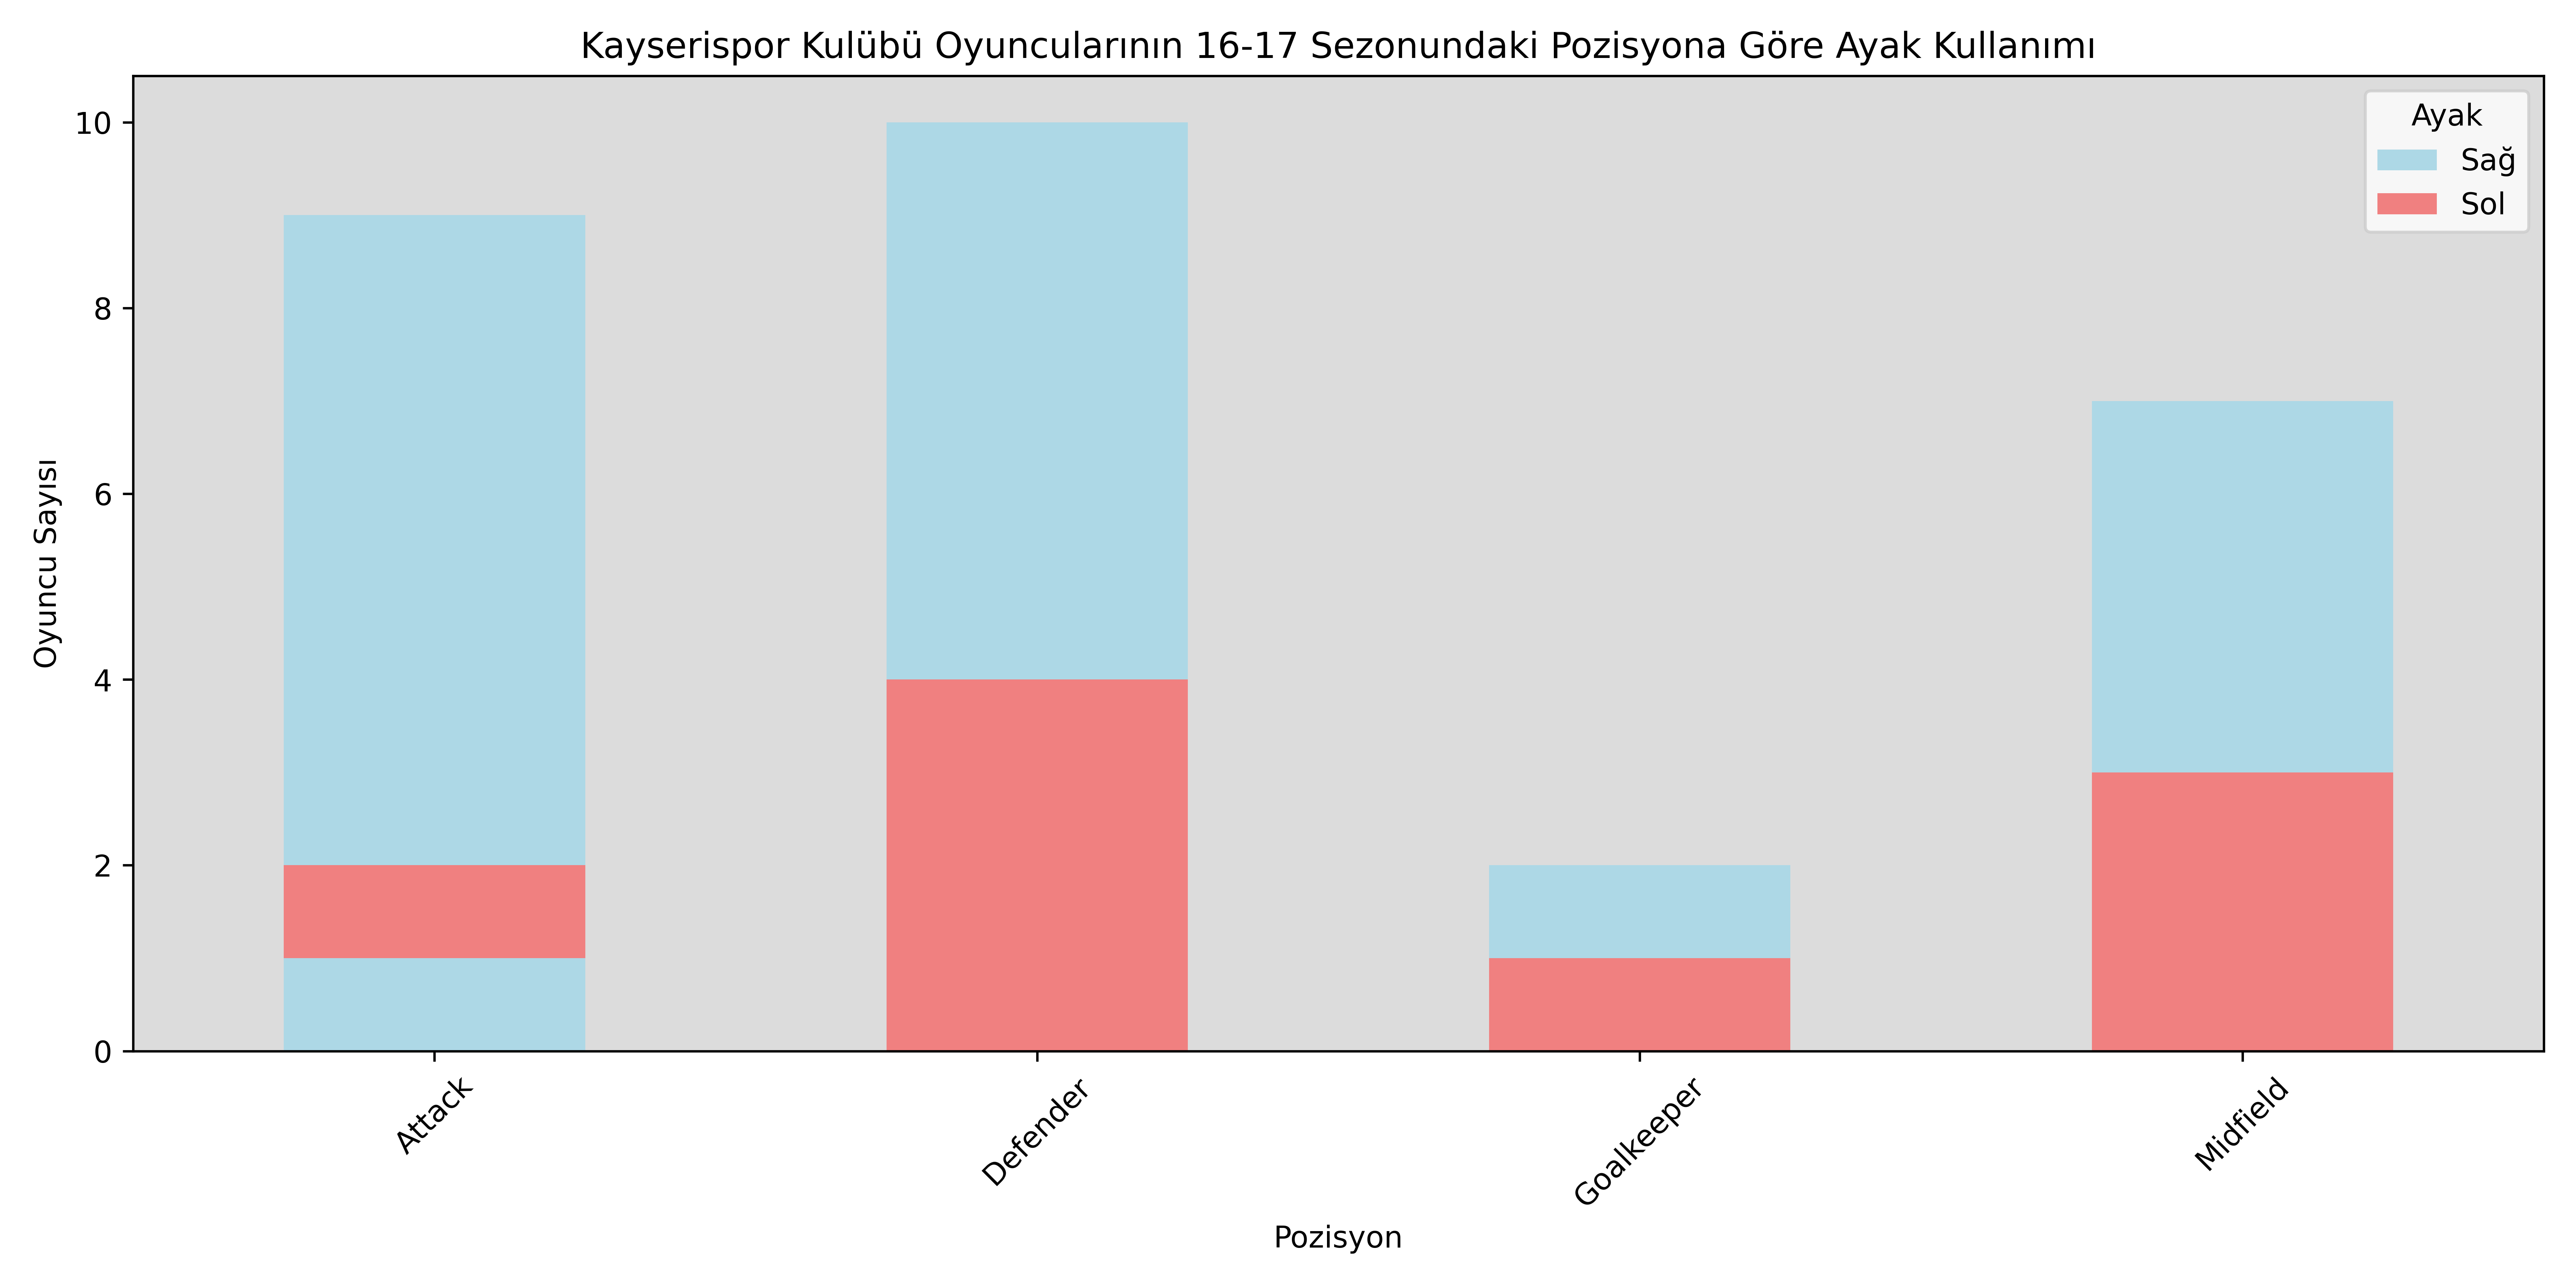 Kayserispor Kulübü Oyuncularının 16-17 Sezonundaki Pozisyona Göre Ayak Kullanımı
Ayak
Sağ
Sol
Oyuncu Sayısı
10
8
6
4
2
0
Attack
Defender
Goalkeeper
Midfield
Pozisyon